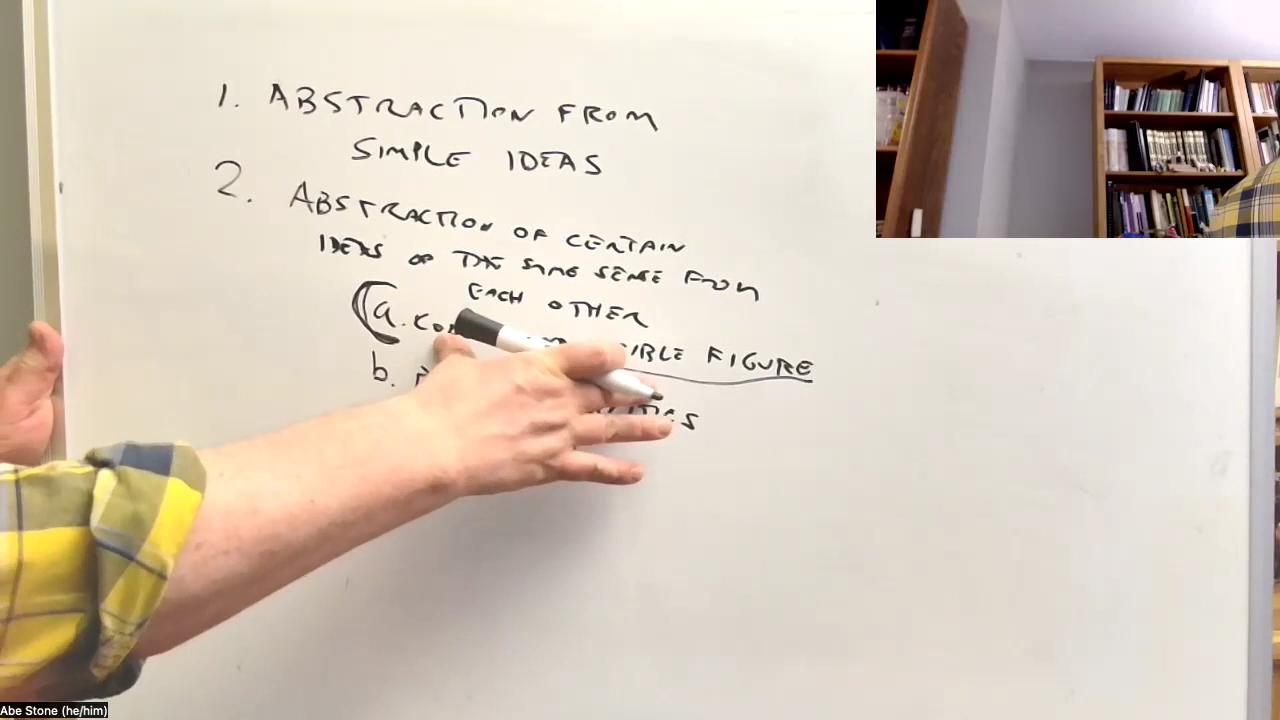 1. ABSTRACTION FROM
SIMPLE IDEAS
2. ABSTRACTION OF CERTAIN
IDEAS OF THE SAME SENSE FROM
EACH OTHER
(a. FIGURE
b.
Abe Stone (he/him)